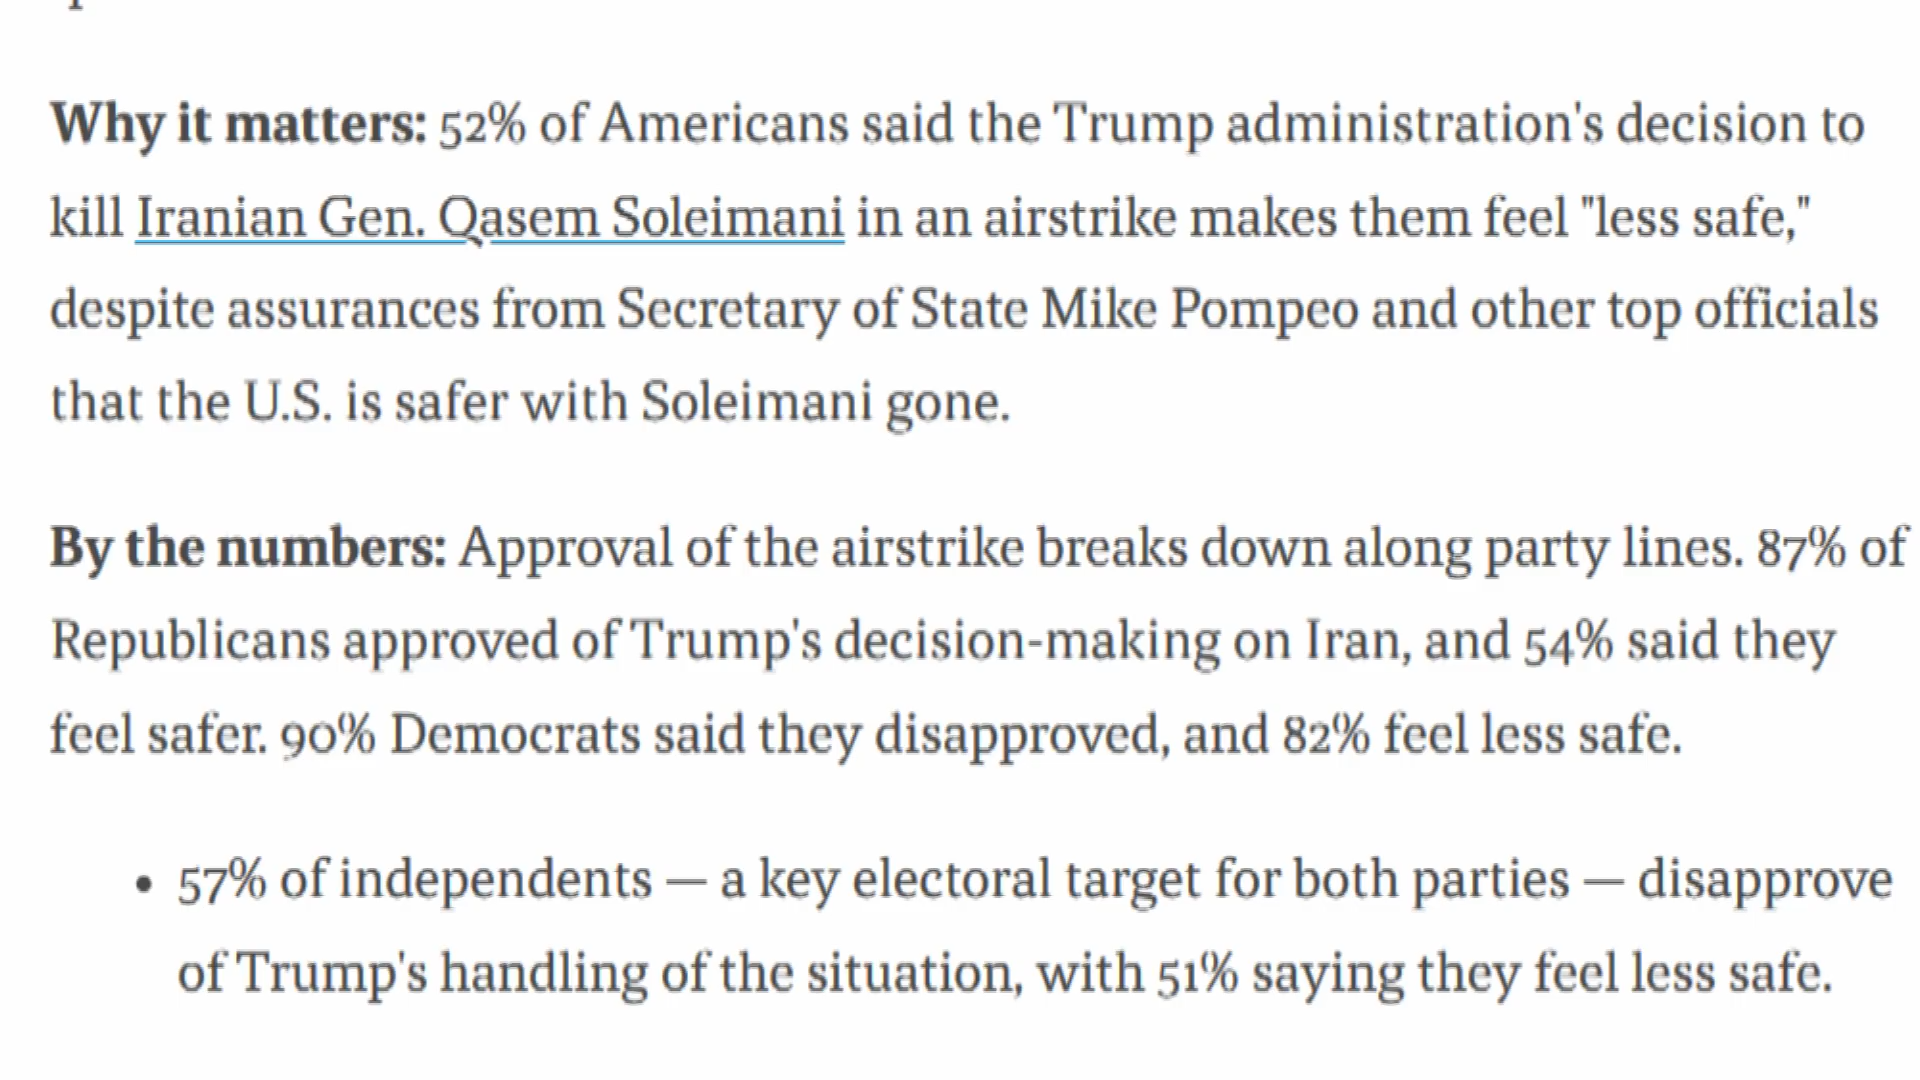 Why it matters: 52% of Americans said the Trump administration's decision to
kill Iranian Gen. Qasem Soleimani in an airstrike makes them feel "less safe,"
despite assurances from Secretary of State Mike Pompeo and other top officials
that the U.S. is safer with Soleimani gone.
By the numbers: Approval of the airstrike breaks down along party lines. 87% of
Republicans approved of Trump's decision-making on Iran, and 54% said they
feel safer. 90% Democrats said they disapproved, and 82% feel less safe.
• 57% of independents — a key electoral target for both parties — disapprove
of Trump's handling of the situation, with 51% saying they feel less safe.